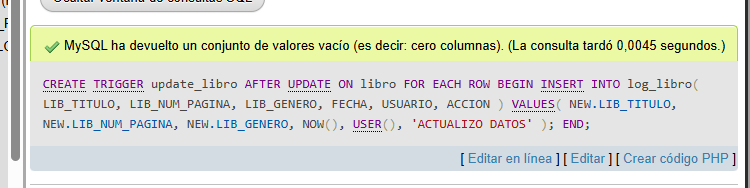 Ocultar ventana de consultas SQL
MySQL ha devuelto un conjunto de valores vacío (es decir: cero columnas). (La consulta tardó 0,0045 segundos.)
CREATE TRIGGER update_libro AFTER UPDATE ON libro FOR EACH ROW BEGIN INSERT INTO log_libro(
LIB_TITULO, LIB_NUM_PAGINA, LIB_GENERO, FECHA, USUARIO, ACCION ) VALUES( NEW.LIB_TITULO,
NEW.LIB_NUM_PAGINA, NEW.LIB_GENERO, NOW(), USER(), 'ACTUALIZO DATOS' ); END;
[ Editar en línea ] [ Editar ] [ Crear código PHP ]